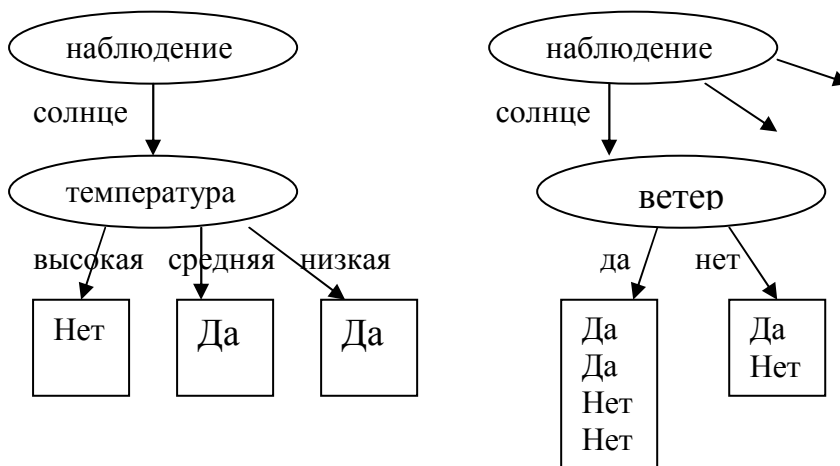 наблюдение
солнце
температура
высокая средняя низкая
Нет
Да
Да
наблюдение
солнце
ветер
да нет
Да
Да
Нет
Нет
Да
Нет